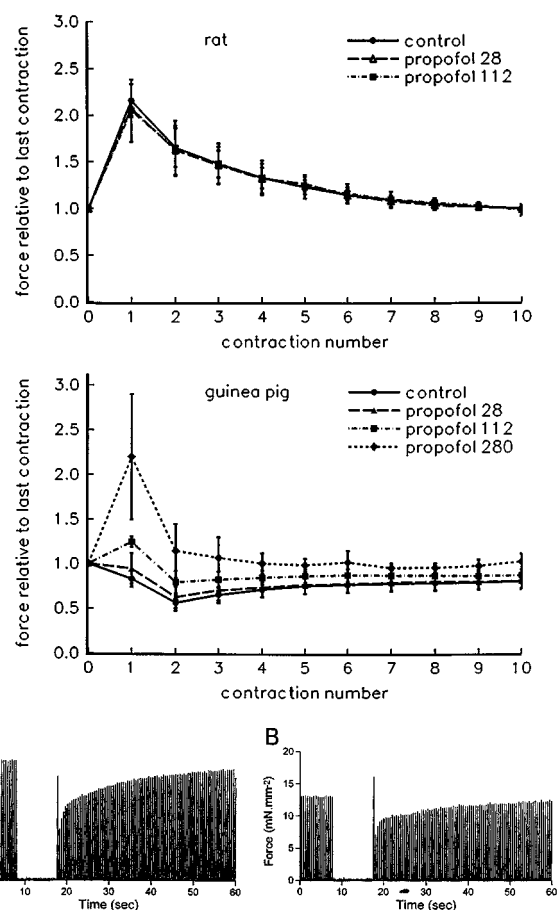 3.0
rat
control
propofol 28
propofol 112
2.5
2.0
1.5
1.0
0.5
0.0
force relative to last contraction
0 1 2 3 4 5 6 7 8 9 10
contraction number
3.0
guinea pig
control
propofol 28
propofol 112
propofol 280
2.5
2.0
1.5
1.0
0.5
0.0
force relative to last contraction
0 1 2 3 4 5 6 7 8 9 10
contraction number
10 20 30 40 50 60
Time (sec)
B
20
15
10
5
0
Force (mN.mm⁻²)
0 10 20 30 40 50 60
Time (sec)